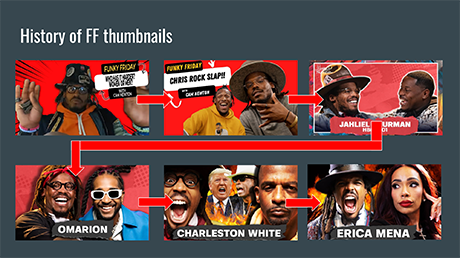 History of FF thumbnails
FUNKY FRIDAY
WITH
CAM NEWTON
FUNKY FRIDAY
CHRIS ROCK SLAP!!
WITH CAM NEWTON
OMARION
CHARLESTON WHITE
ERICA MENA